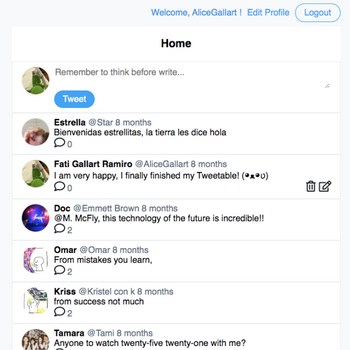 Welcome, AliceGallart ! Edit Profile Logout
Home
Remember to think before write...
Tweet
Estrella @Star 8 months
Bienvenidas estrellitas, la tierra les dice hola
0
Fati Gallart Ramiro @AliceGallart 8 months
I am very happy, I finally finished my Tweetable! (◕ᴥ◕ʋ)
0
Doc @Emmett Brown 8 months
@M. McFly, this technology of the future is incredible!!
2
Omar @Omar 8 months
From mistakes you learn,
2
Kriss @Kristel con k 8 months
from success not much
2
Tamara @Tami 8 months
Anyone to watch twenty-five twenty-one with me?